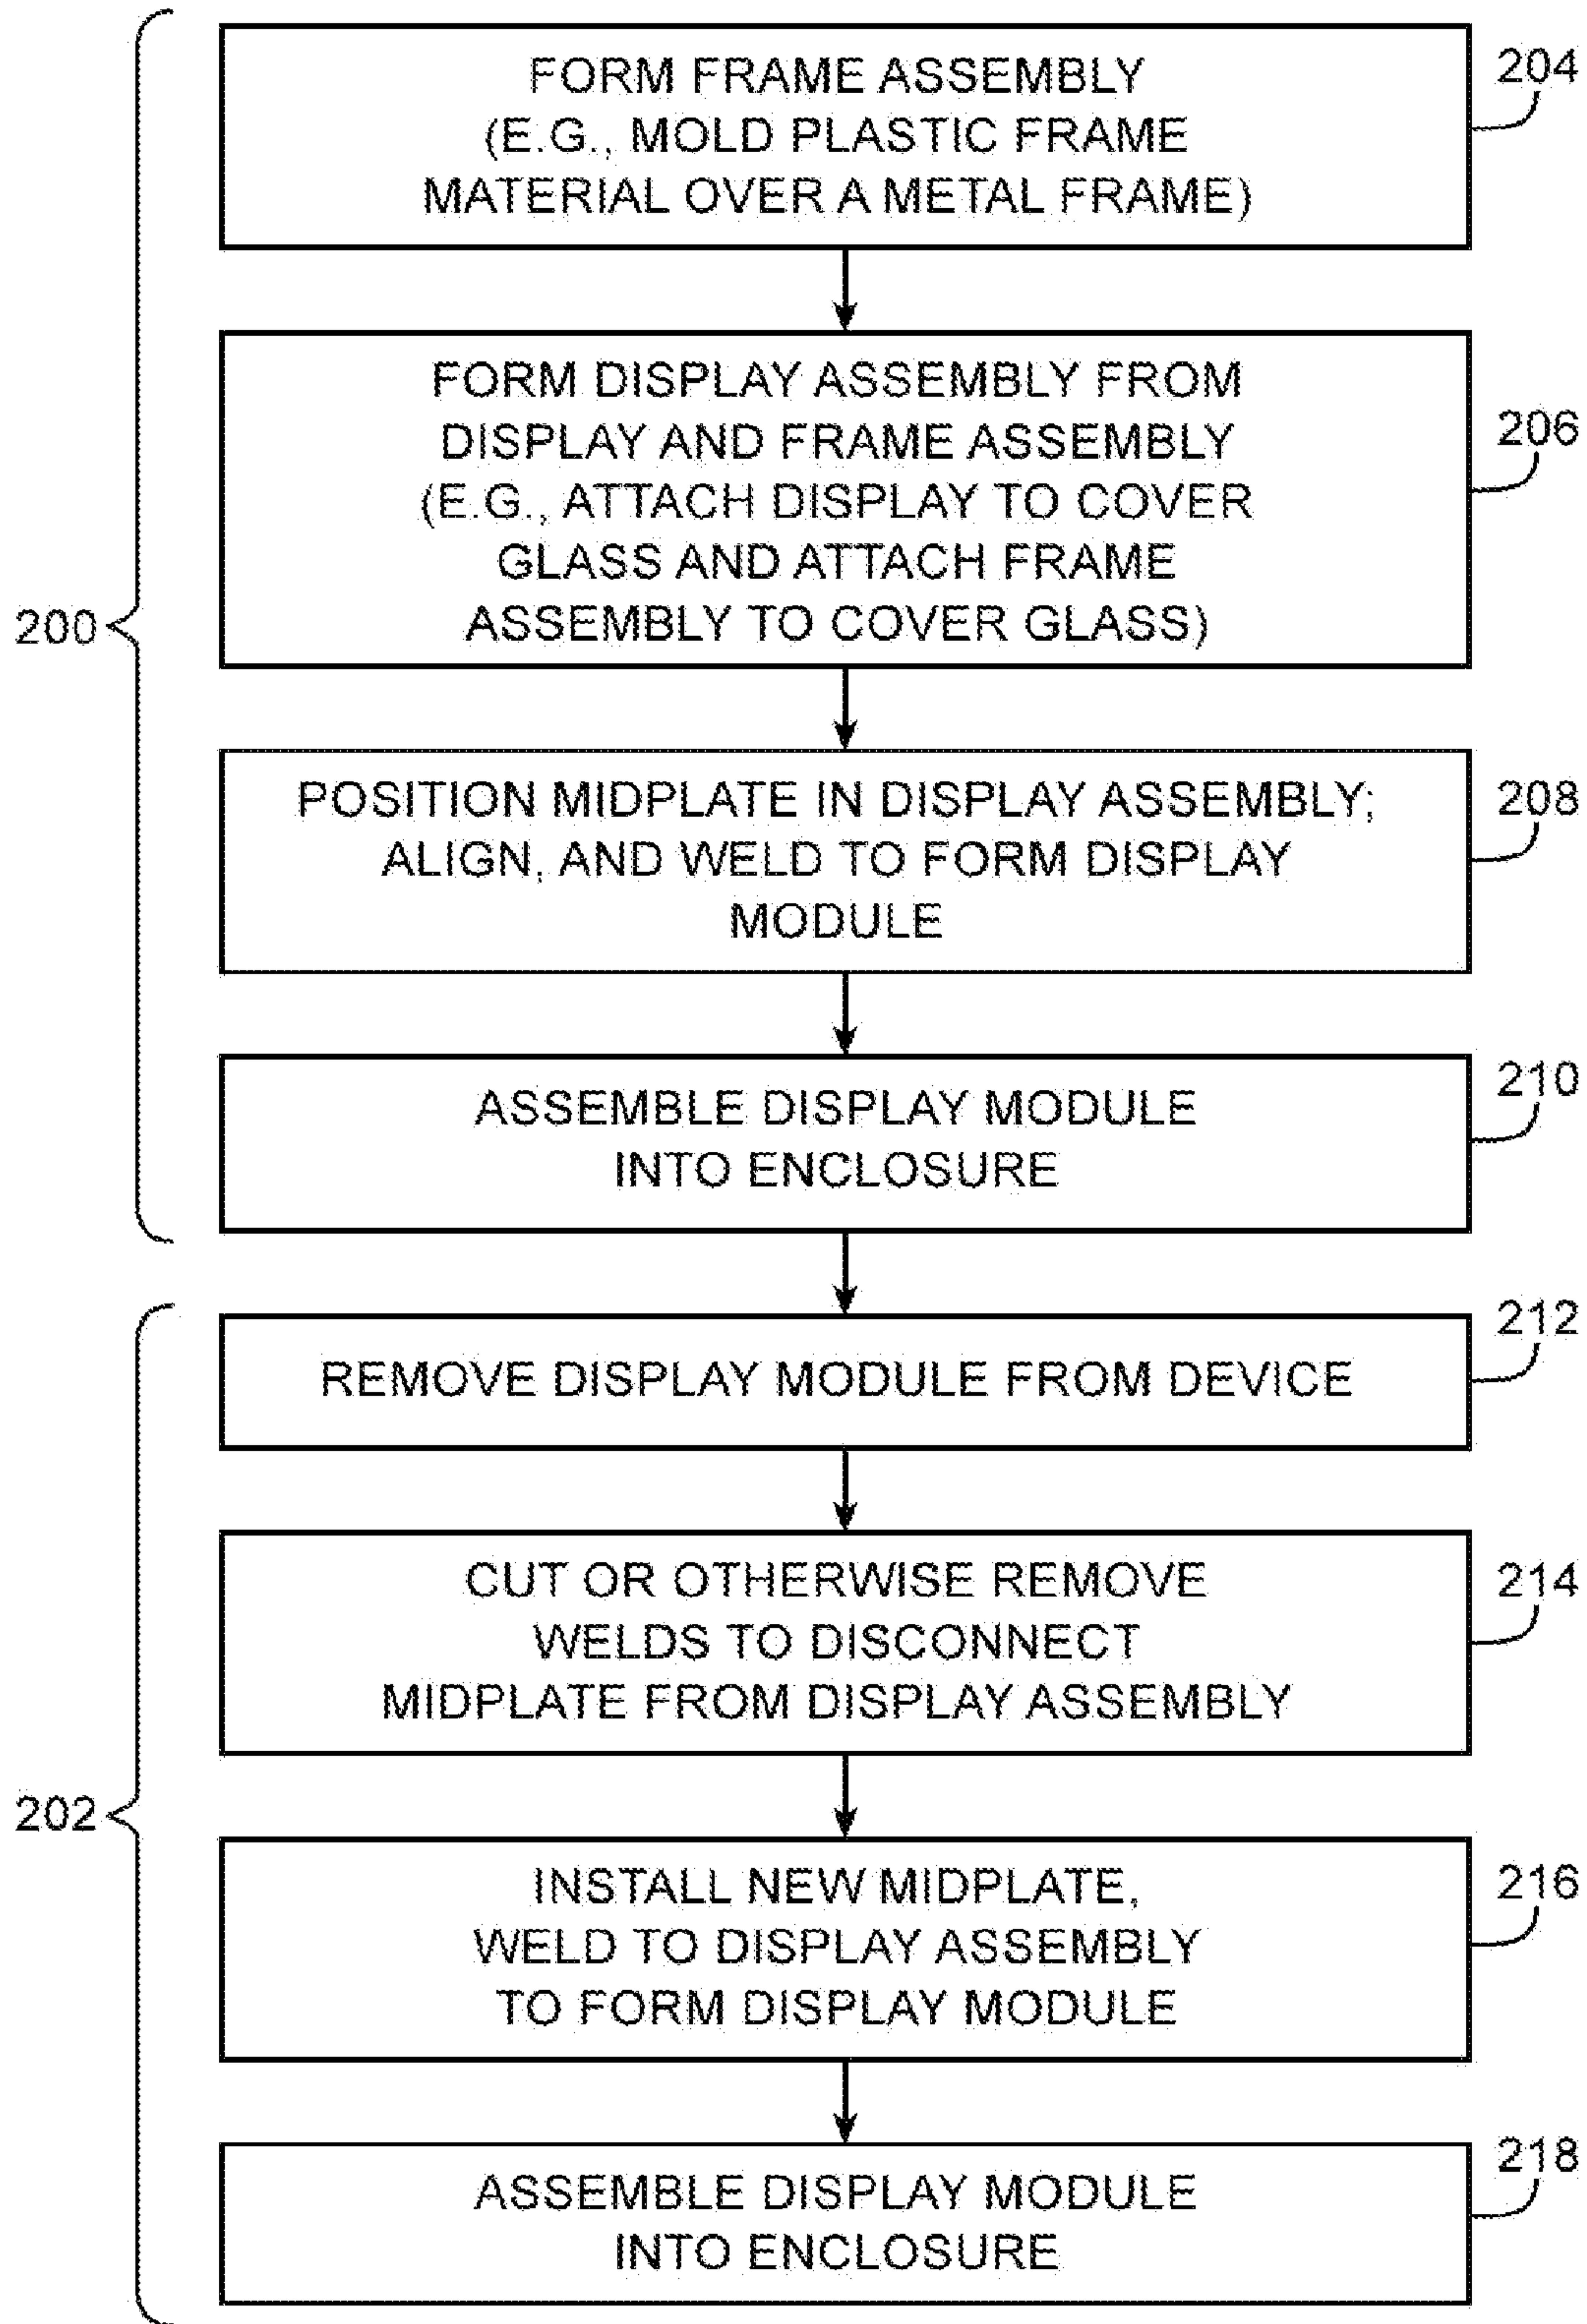 FORM FRAME ASSEMBLY
(E.G., MOLD PLASTIC FRAME
MATERIAL OVER A METAL FRAME)
204
FORM DISPLAY ASSEMBLY FROM
DISPLAY AND FRAME ASSEMBLY
(E.G., ATTACH DISPLAY TO COVER
GLASS AND ATTACH FRAME
ASSEMBLY TO COVER GLASS)
206
200
POSITION MIDPLATE IN DISPLAY ASSEMBLY;
ALIGN, AND WELD TO FORM DISPLAY
MODULE
208
ASSEMBLE DISPLAY MODULE
INTO ENCLOSURE
210
REMOVE DISPLAY MODULE FROM DEVICE
212
CUT OR OTHERWISE REMOVE
WELDS TO DISCONNECT
MIDPLATE FROM DISPLAY ASSEMBLY
214
202
INSTALL NEW MIDPLATE,
WELD TO DISPLAY ASSEMBLY
TO FORM DISPLAY MODULE
216
ASSEMBLE DISPLAY MODULE
INTO ENCLOSURE
218